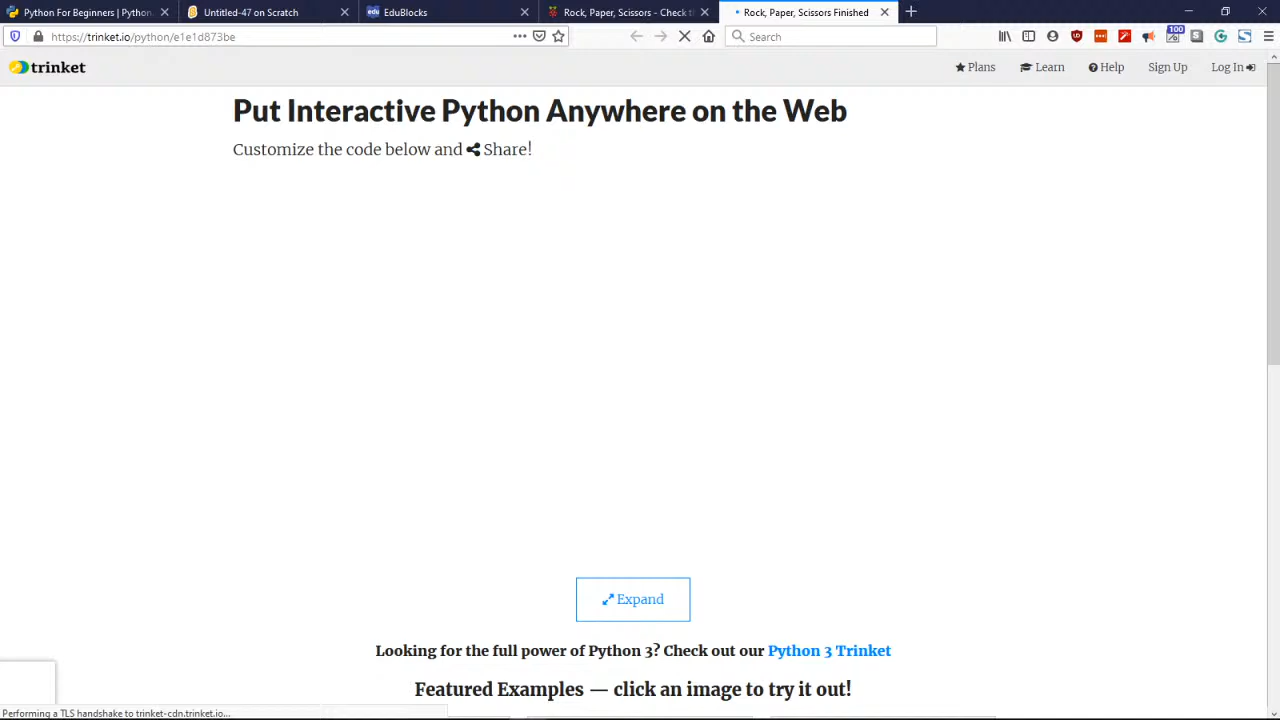 Python For Beginners | Python.
Untitled-47 on Scratch
EduBlocks
Rock, Paper, Scissors - Check t
Rock, Paper, Scissors Finished
https://trinket.io/python/e1e1d873be
Search
100
trinket
Plans
Learn
Help
Sign Up
Log In
Put Interactive Python Anywhere on the Web
Customize the code below and Share!
Expand
Looking for the full power of Python 3? Check out our Python 3 Trinket
Featured Examples — click an image to try it out!
Performing a TLS handshake to trinket-cdn.trinket.io...